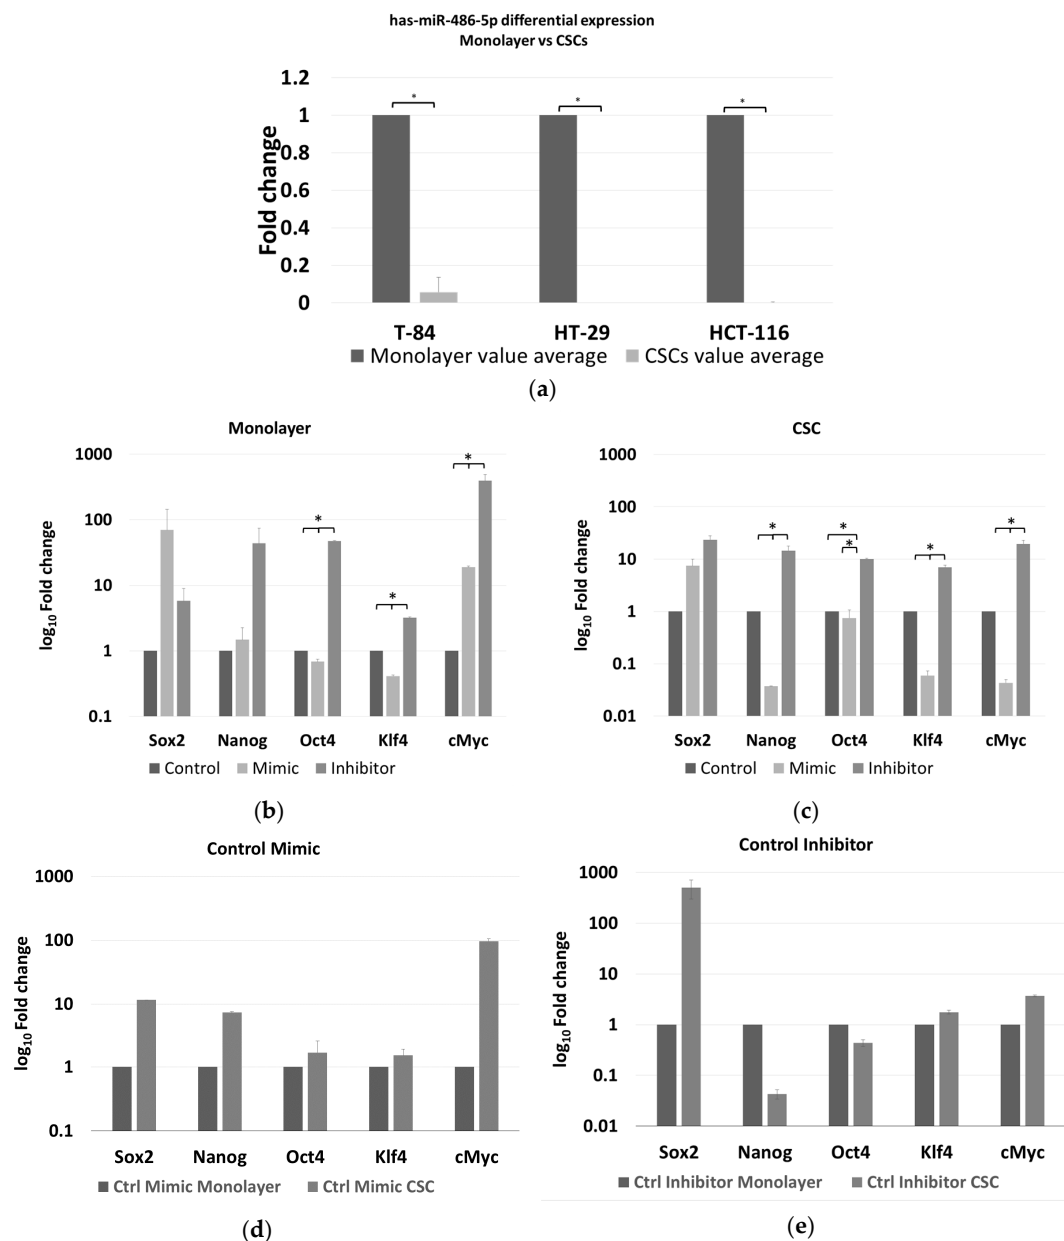 has-miR-486-5p differential expression
Monolayer vs CSCs
Fold change
1.2
1
0.8
0.6
0.4
0.2
0
* * *
T-84 HT-29 HCT-116
Monolayer value average CSCs value average
(a)
Monolayer
log10 Fold change
1000
100
10
1
0.1
* * *
Sox2 Nanog Oct4 Klf4 cMyc
Control Mimic Inhibitor
(b)
CSC
log10 Fold change
1000
100
10
1
0.1
0.01
* * * * *
Sox2 Nanog Oct4 Klf4 cMyc
Control Mimic Inhibitor
(c)
Control Mimic
log10 Fold change
1000
100
10
1
0.1
Sox2 Nanog Oct4 Klf4 cMyc
Ctrl Mimic Monolayer Ctrl Mimic CSC
(d)
Control Inhibitor
log10 Fold change
1000
100
10
1
0.1
0.01
Sox2 Nanog Oct4 Klf4 cMyc
Ctrl Inhibitor Monolayer Ctrl Inhibitor CSC
(e)